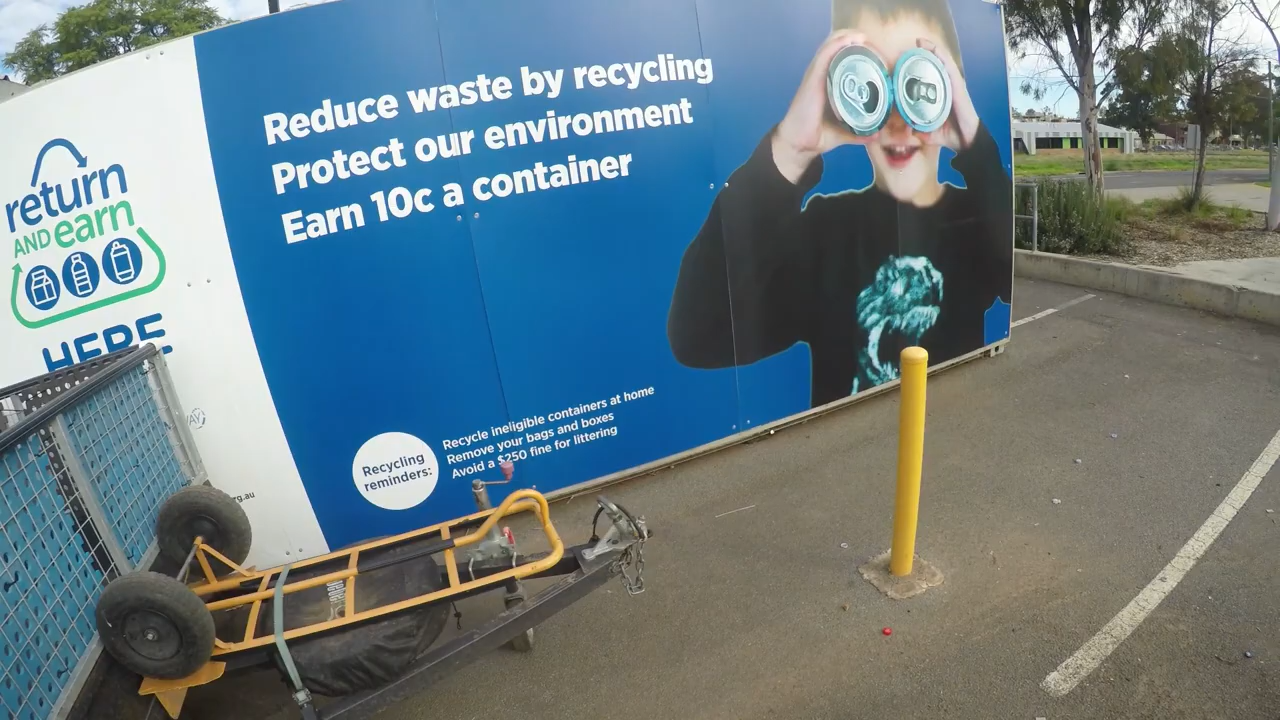 Reduce waste by recycling
Protect our environment
Earn 10c a container
return
AND earn
HERE
Recycling
reminders:
Recycle ineligible containers at home
Remove your bags and boxes
Avoid a $250 fine for littering